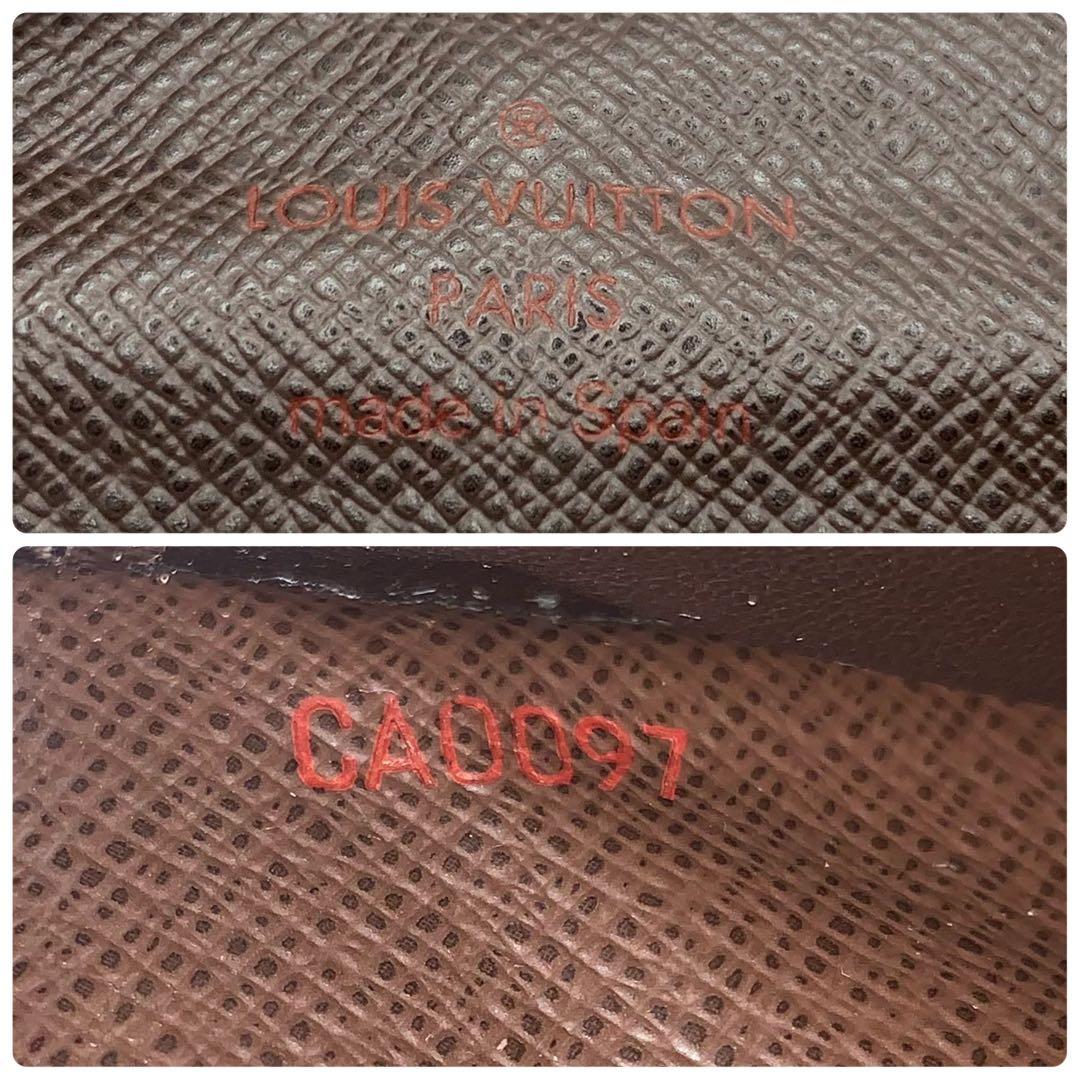 ®
LOUIS VUITTON
PARIS
made in Spain
CA0097